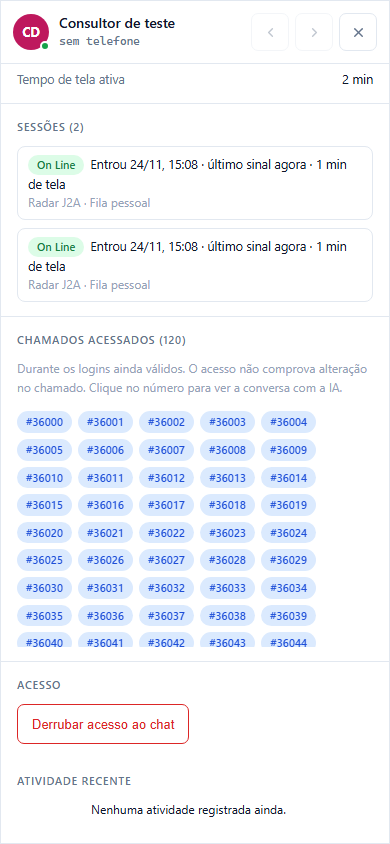 CD
Consultor de teste
sem telefone
Tempo de tela ativa 2 min
SESSÕES (2)
On Line Entrou 24/11, 15:08 · último sinal agora · 1 min
de tela
Radar J2A · Fila pessoal
On Line Entrou 24/11, 15:08 · último sinal agora · 1 min
de tela
Radar J2A · Fila pessoal
CHAMADOS ACESSADOS (120)
Durante os logins ainda válidos. O acesso não comprova alteração
no chamado. Clique no número para ver a conversa com a IA.
#36000 #36001 #36002 #36003 #36004
#36005 #36006 #36007 #36008 #36009
#36010 #36011 #36012 #36013 #36014
#36015 #36016 #36017 #36018 #36019
#36020 #36021 #36022 #36023 #36024
#36025 #36026 #36027 #36028 #36029
#36030 #36031 #36032 #36033 #36034
#36035 #36036 #36037 #36038 #36039
#36040 #36041 #36042 #36043 #36044
ACESSO
Derrubar acesso ao chat
ATIVIDADE RECENTE
Nenhuma atividade registrada ainda.